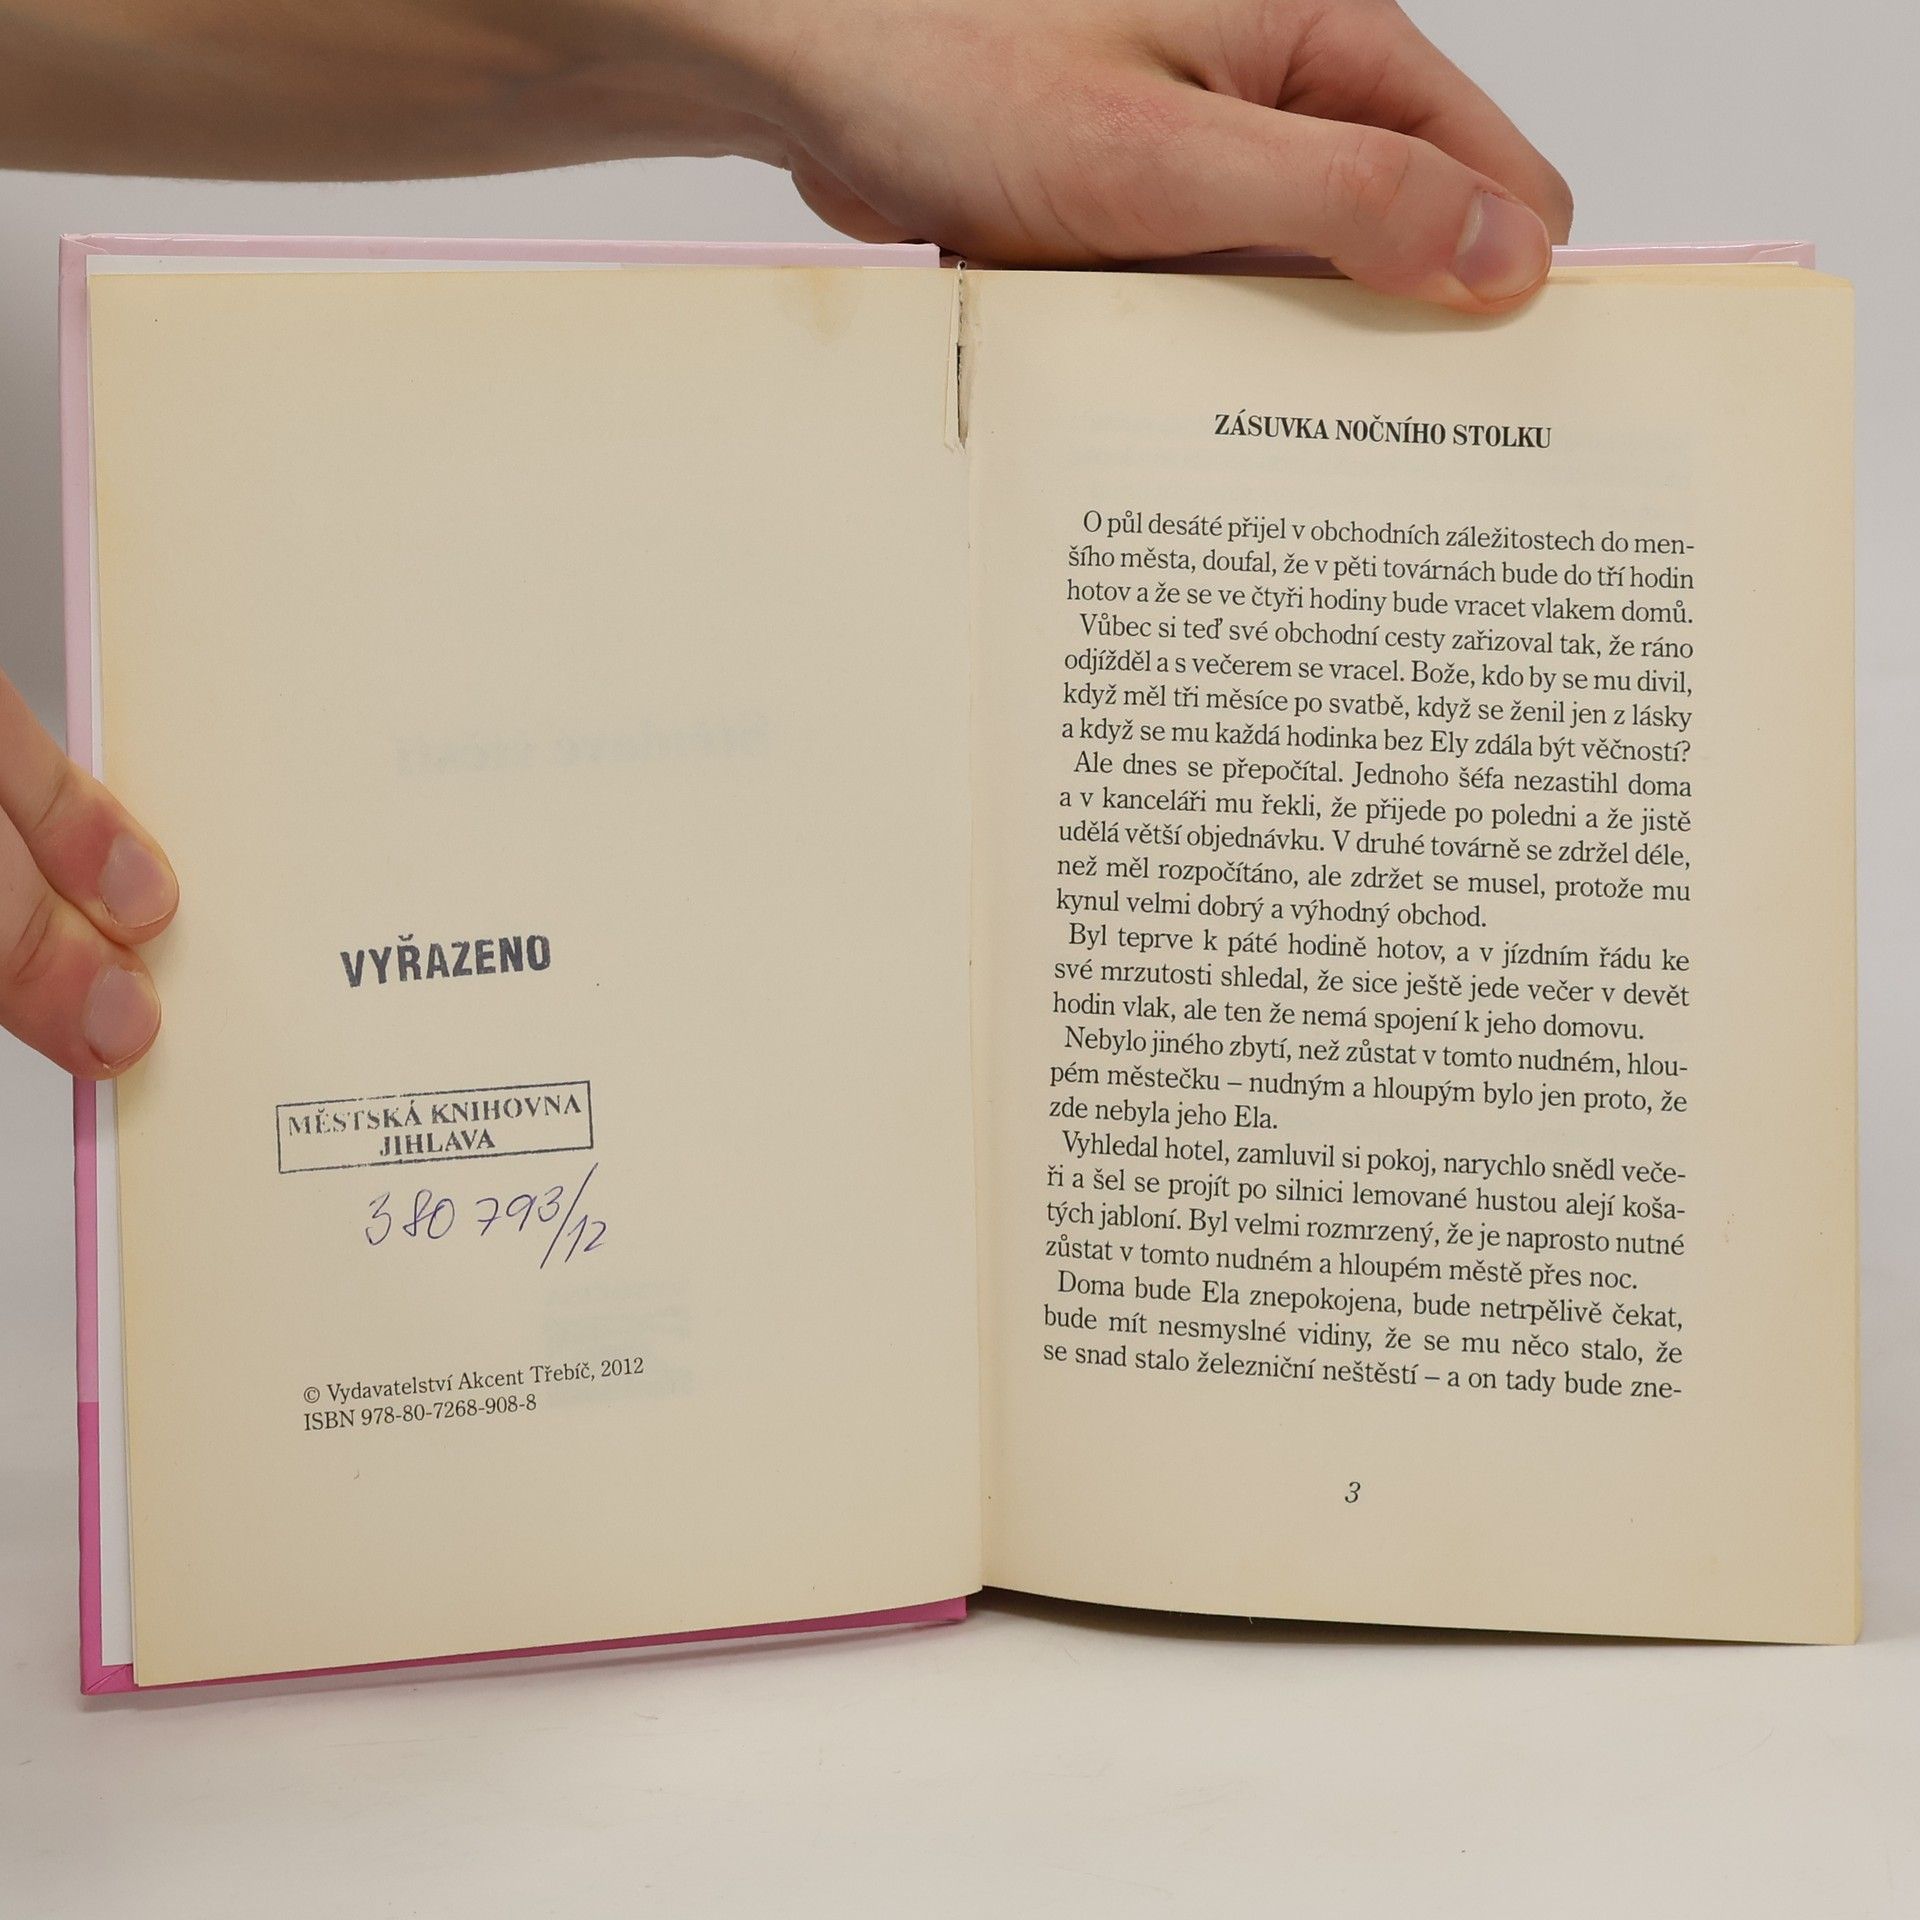 VYŘAZENO
MĚSTSKÁ KNIHOVNA
JIHLAVA
380 793/12
© Vydavatelství Akcent Třebíč, 2012
ISBN 978-80-7268-908-8
ZÁSUVKA NOČNÍHO STOLKU
O půl desáté přijel v obchodních záležitostech do men-
šího města, doufal, že v pěti továrnách bude do tří hodin
hotov a že se ve čtyři hodiny bude vracet vlakem domů.
Vůbec si teď své obchodní cesty zařizoval tak, že ráno
odjížděl a s večerem se vracel. Bože, kdo by se mu divil,
když měl tři měsíce po svatbě, když se ženil jen z lásky
a když se mu každá hodinka bez Ely zdála být věčností?
Ale dnes se přepočítal. Jednoho šéfa nezastihl doma
a v kanceláři mu řekli, že přijede po poledni a že jistě
udělá větší objednávku. V druhé továrně se zdržel déle,
než měl rozpočítáno, ale zdržet se musel, protože mu
kynul velmi dobrý a výhodný obchod.
Byl teprve k páté hodině hotov, a v jízdním řádu ke
své mrzutosti shledal, že sice ještě jede večer v devět
hodin vlak, ale ten že nemá spojení k jeho domovu.
Nebylo jiného zbytí, než zůstat v tomto nudném, hlou-
pém městečku – nudným a hloupým bylo jen proto, že
zde nebyla jeho Ela.
Vyhledal hotel, zamluvil si pokoj, narychlo snědl veče-
ři a šel se projít po silnici lemované hustou alejí koša-
tých jabloní. Byl velmi rozmrzený, že je naprosto nutné
zůstat v tomto nudném a hloupém městě přes noc.
Doma bude Ela znepokojena, bude netrpělivě čekat,
bude mít nesmyslné vidiny, že se mu něco stalo, že
se snad stalo železniční neštěstí – a on tady bude zne-
3